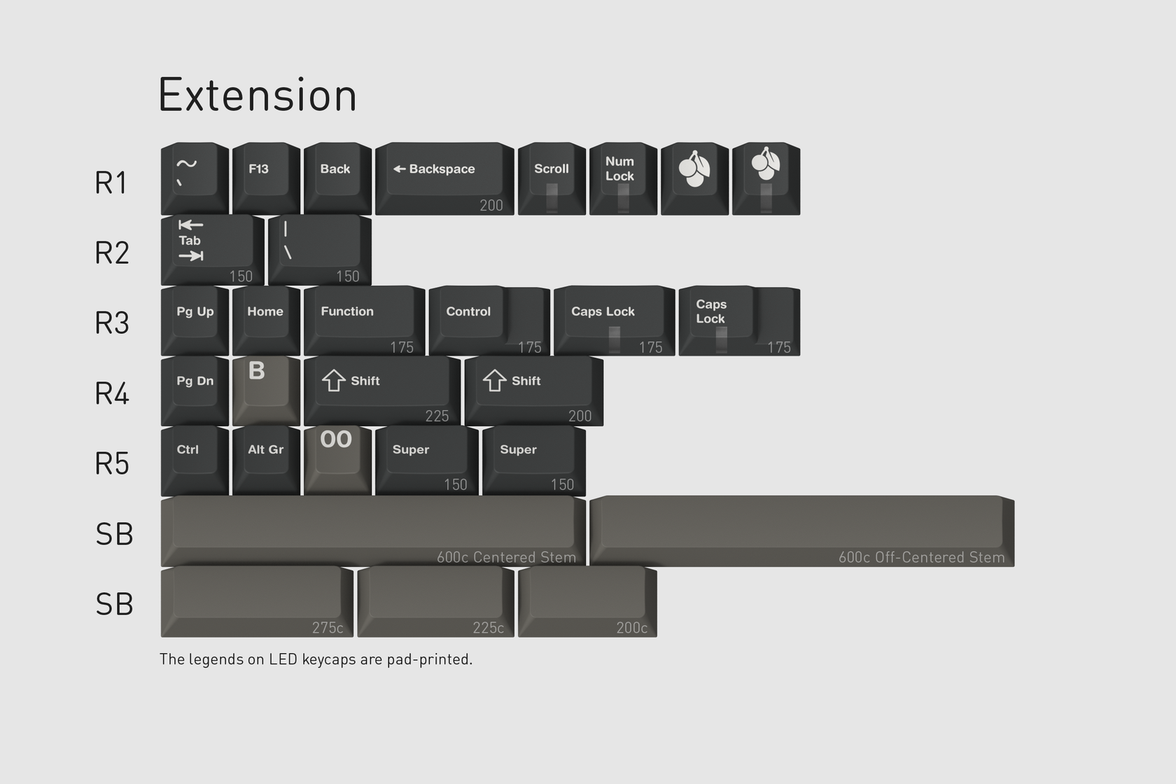 Extension
R1
~
`
F13
Back
← Backspace
200
Scroll
Num
Lock
R2
Tab
150
|
\
150
R3
Pg Up
Home
Function
175
Control
175
Caps Lock
175
Caps
Lock
175
R4
Pg Dn
B
Shift
225
Shift
200
R5
Ctrl
Alt Gr
00
Super
150
Super
150
SB
600c Centered Stem
600c Off-Centered Stem
SB
275c
225c
200c
The legends on LED keycaps are pad-printed.